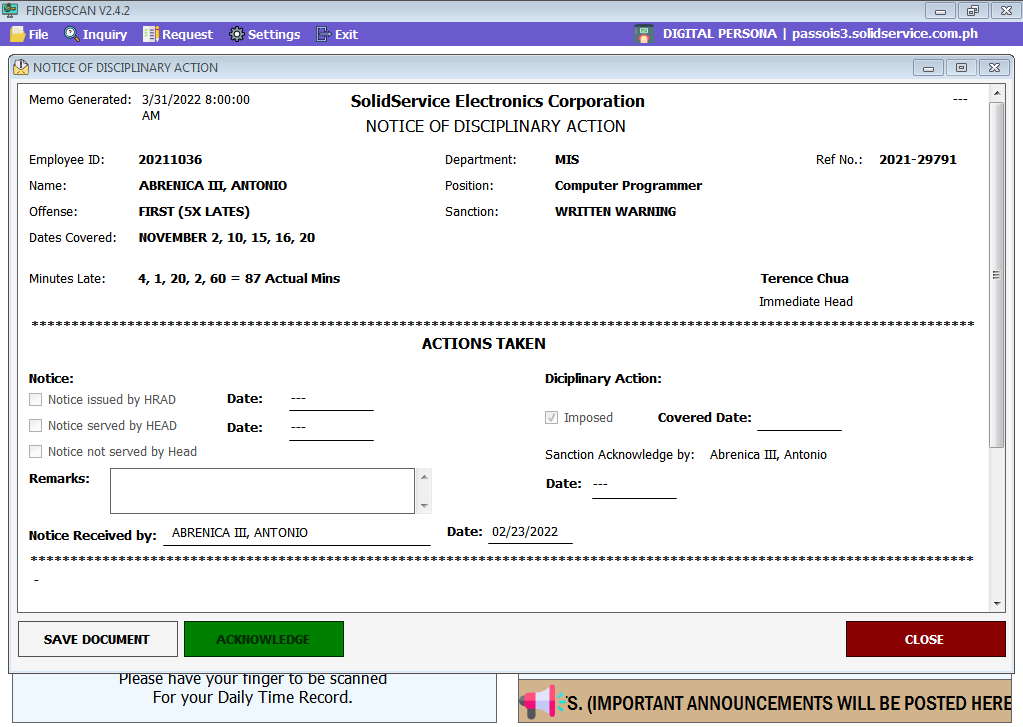 FINGERSCAN V2.4.2
File Inquiry Request Settings Exit DIGITAL PERSONA | passois3.solidservice.com.ph
NOTICE OF DISCIPLINARY ACTION
Memo Generated: 3/31/2022 8:00:00 AM
SolidService Electronics Corporation
---
NOTICE OF DISCIPLINARY ACTION
Employee ID: 20211036 Department: MIS Ref No.: 2021-29791
Name: ABRENICA III, ANTONIO Position: Computer Programmer
Offense: FIRST (5X LATES) Sanction: WRITTEN WARNING
Dates Covered: NOVEMBER 2, 10, 15, 16, 20
Minutes Late: 4, 1, 20, 2, 60 = 87 Actual Mins Terence Chua
Immediate Head
ACTIONS TAKEN
Notice: Diciplinary Action:
Notice issued by HRAD Date: ---
Imposed Covered Date:
Notice served by HEAD Date: ---
Notice not served by Head
Sanction Acknowledge by: Abrenica III, Antonio
Remarks:
Date: ---
Notice Received by: ABRENICA III, ANTONIO Date: 02/23/2022
-
SAVE DOCUMENT ACKNOWLEDGE CLOSE
Please have your finger to be scanned
For your Daily Time Record.
S. (IMPORTANT ANNOUNCEMENTS WILL BE POSTED HERE